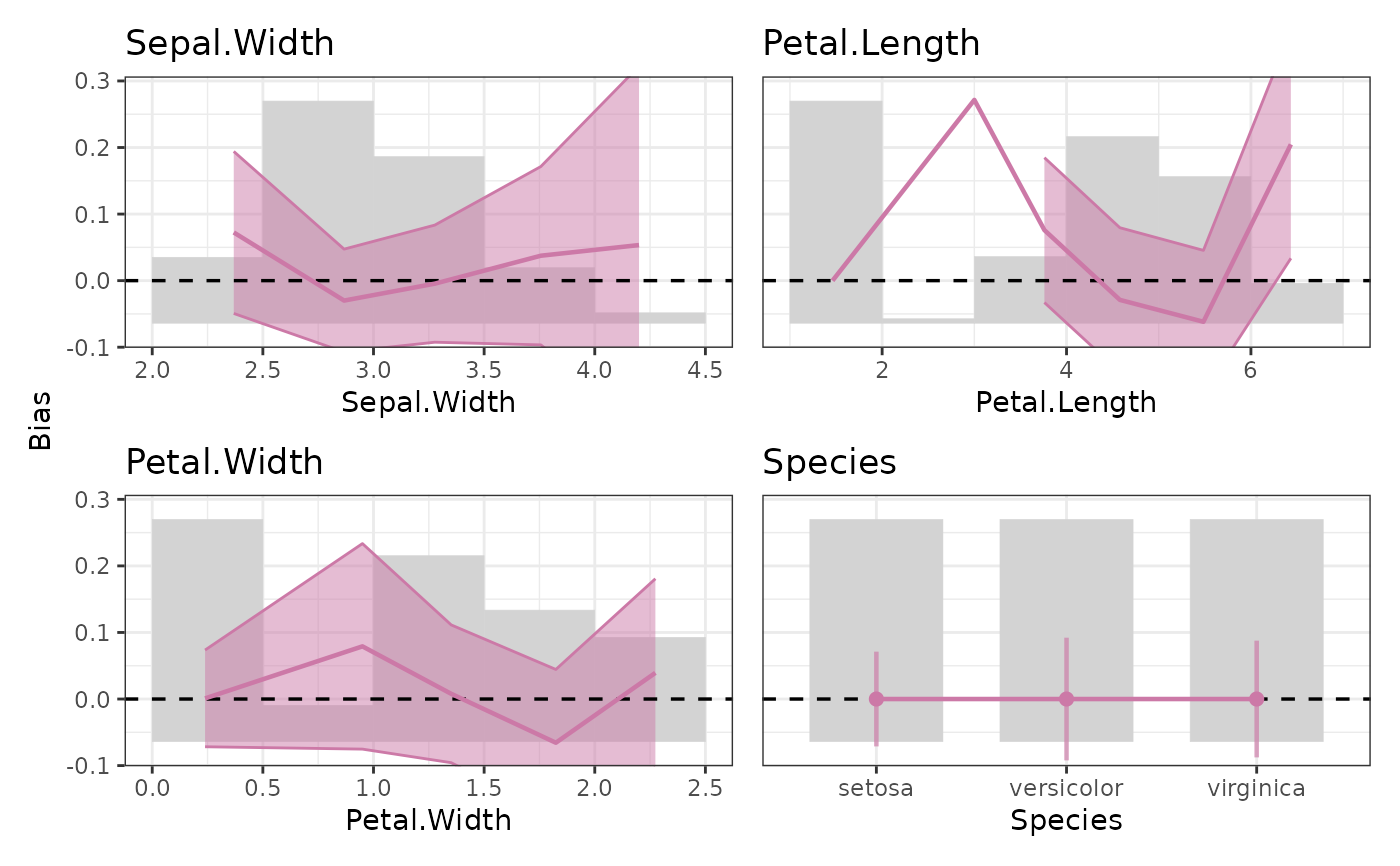 Sepal.Width
Petal.Length
0.3
0.2
0.1
0.0
-0.1
2.0 2.5 3.0 3.5 4.0 4.5
2 4 6
Sepal.Width
Petal.Length
Bias
Petal.Width
Species
0.3
0.2
0.1
0.0
-0.1
0.0 0.5 1.0 1.5 2.0 2.5
setosa versicolor virginica
Petal.Width
Species